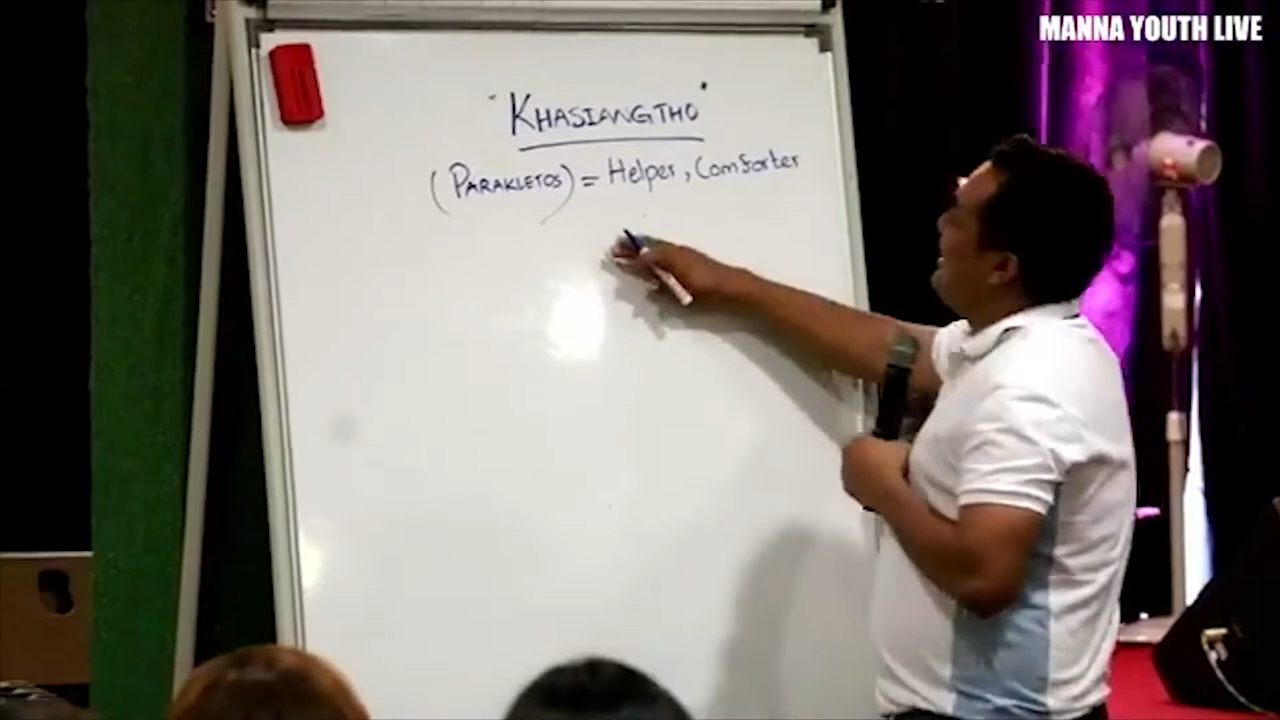 MANNA YOUTH LIVE
"KHASIANGTHO"
(PARAKLETOS) = Helper, Comforter